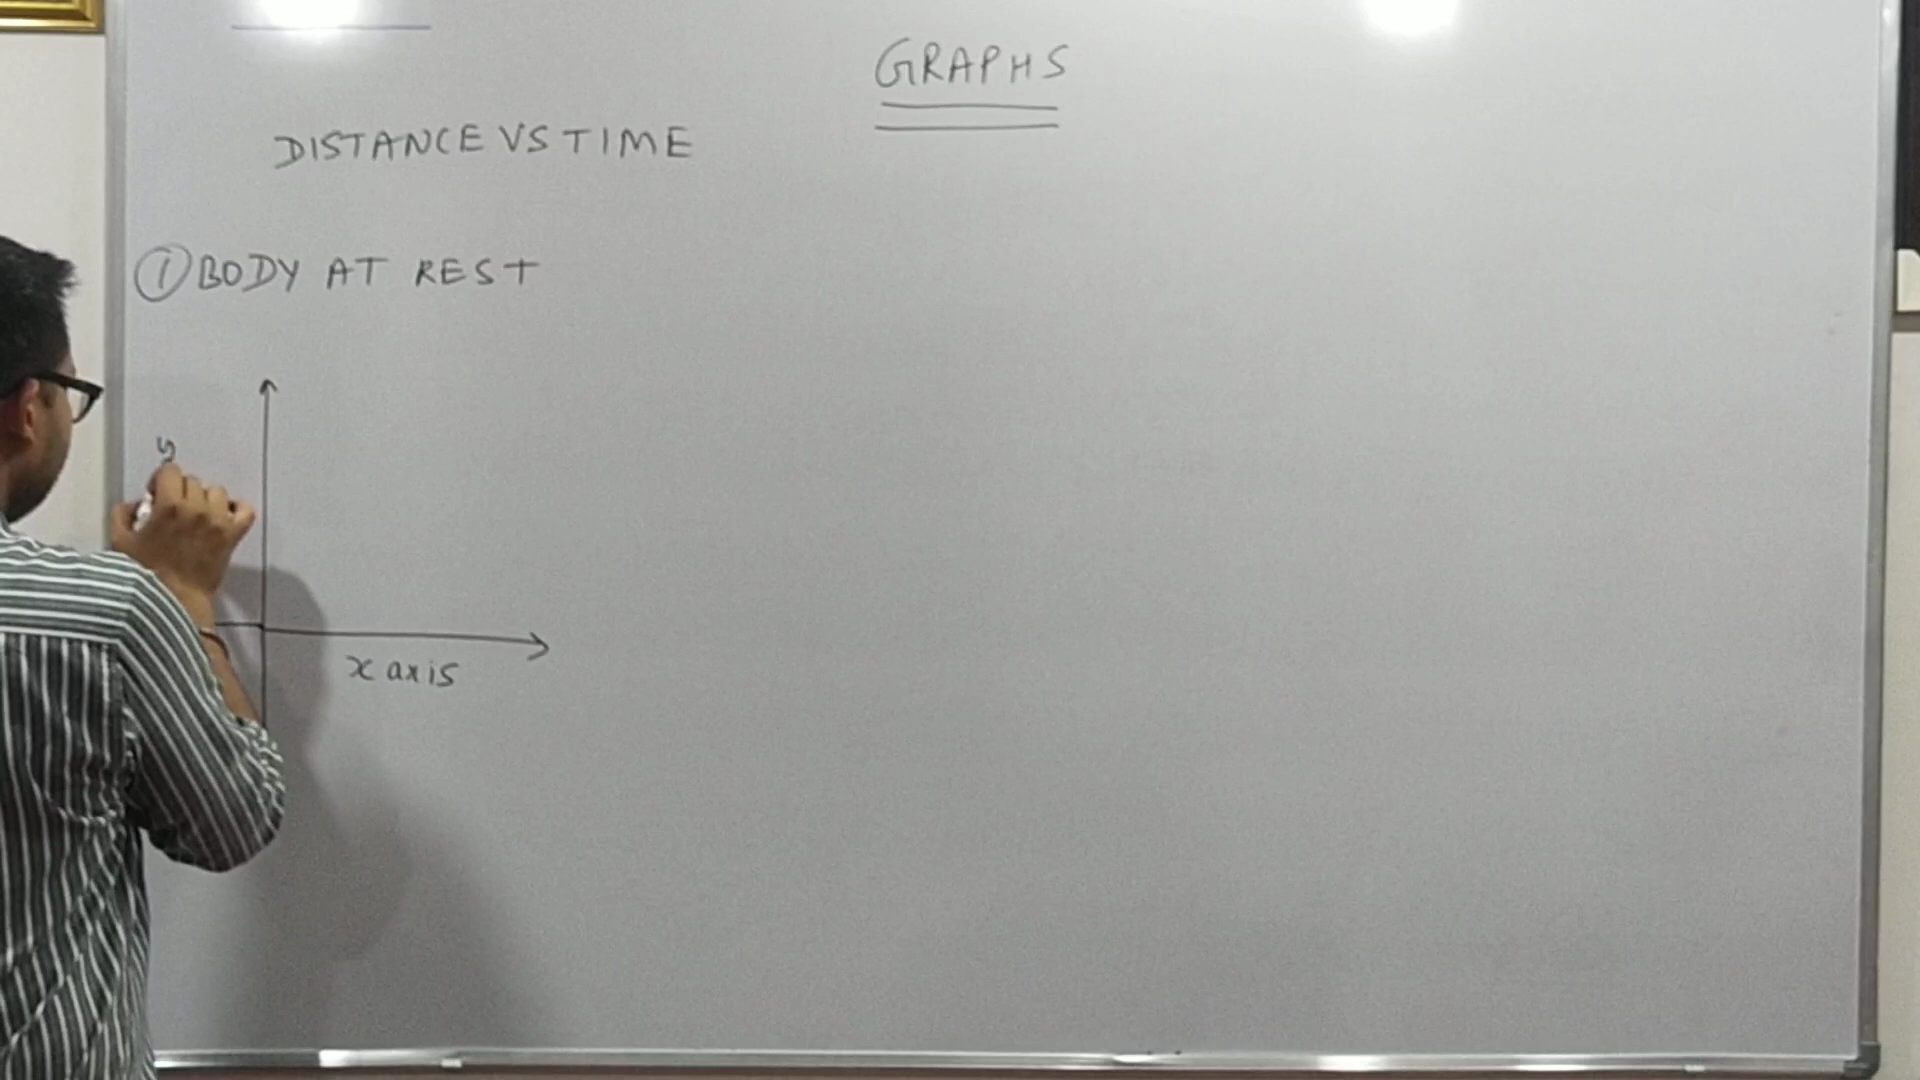 GRAPHS
DISTANCE VS TIME
① BODY AT REST
y
x axis